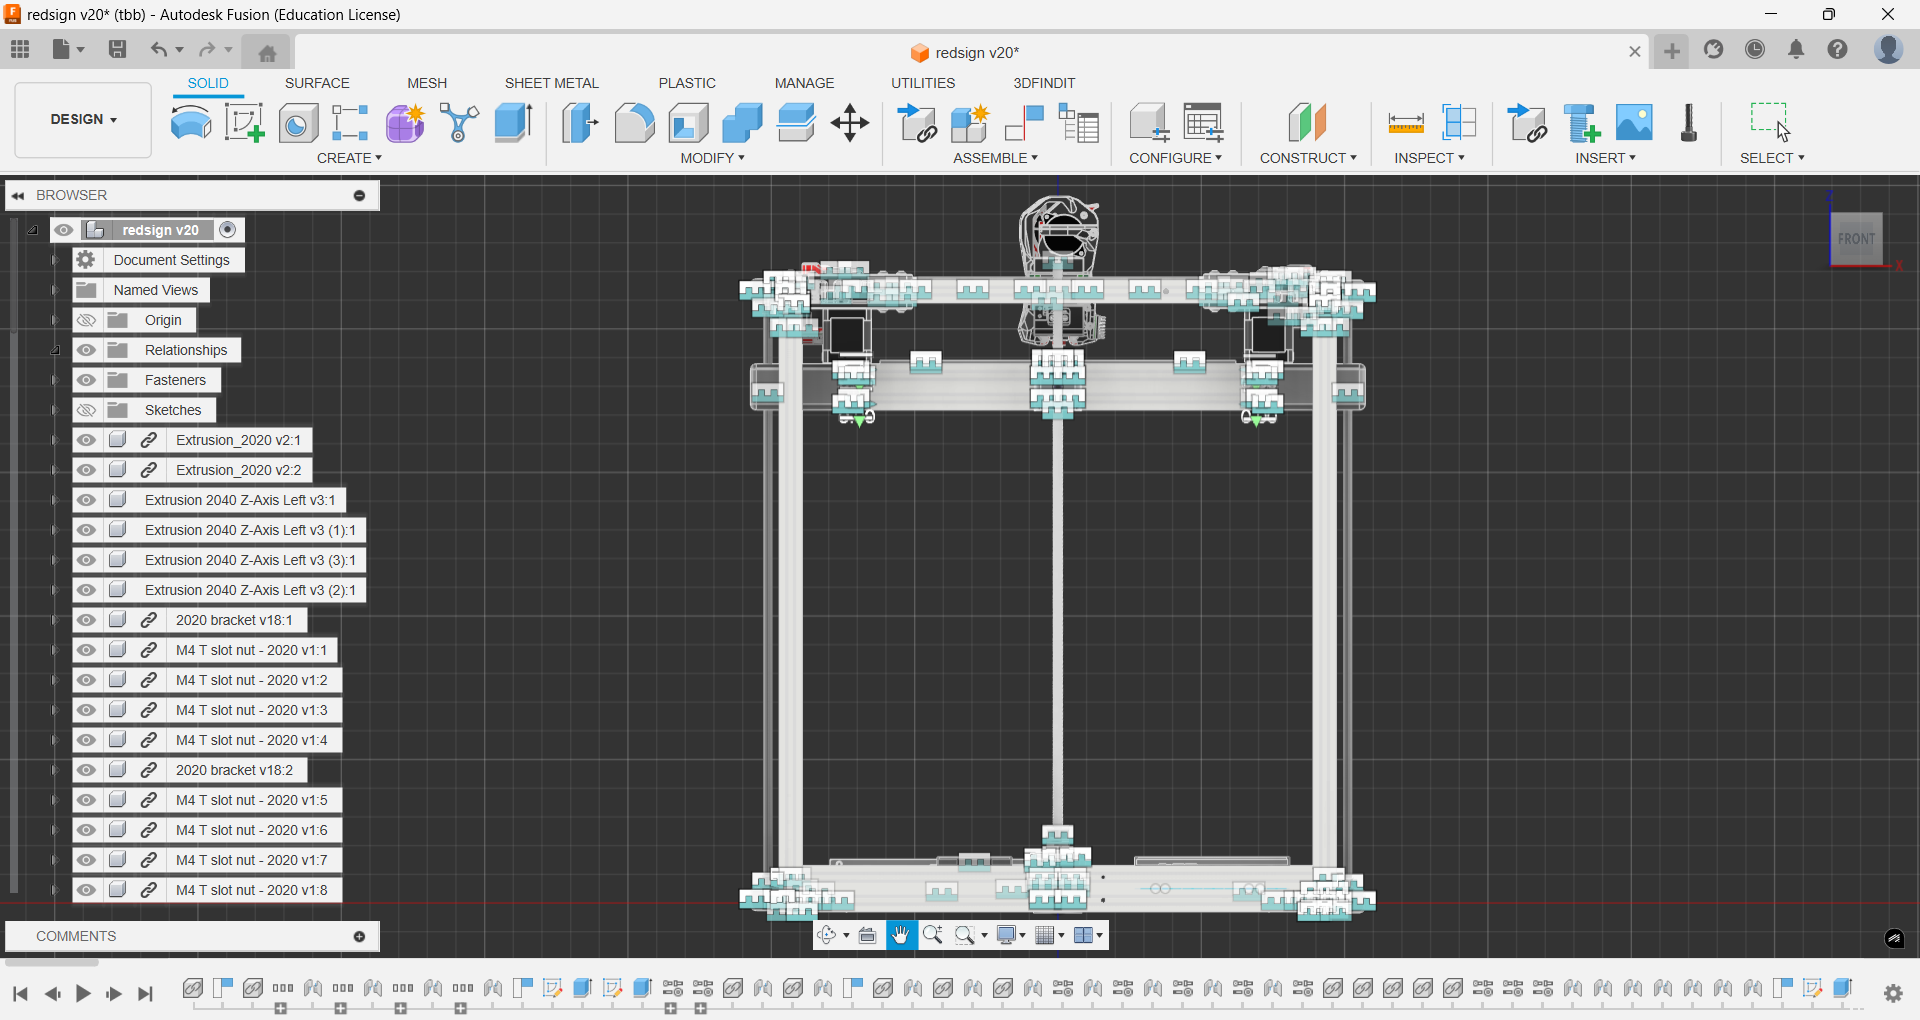 redsign v20* (tbb) - Autodesk Fusion (Education License)
redsign v20*
DESIGN
SOLID
SURFACE
MESH
SHEET METAL
PLASTIC
MANAGE
UTILITIES
3DFINDIT
CREATE
MODIFY
ASSEMBLE
CONFIGURE
CONSTRUCT
INSPECT
INSERT
SELECT
BROWSER
redsign v20
Document Settings
Named Views
Origin
Relationships
Fasteners
Sketches
Extrusion_2020 v2:1
Extrusion_2020 v2:2
Extrusion 2040 Z-Axis Left v3:1
Extrusion 2040 Z-Axis Left v3 (1):1
Extrusion 2040 Z-Axis Left v3 (3):1
Extrusion 2040 Z-Axis Left v3 (2):1
2020 bracket v18:1
M4 T slot nut - 2020 v1:1
M4 T slot nut - 2020 v1:2
M4 T slot nut - 2020 v1:3
M4 T slot nut - 2020 v1:4
2020 bracket v18:2
M4 T slot nut - 2020 v1:5
M4 T slot nut - 2020 v1:6
M4 T slot nut - 2020 v1:7
M4 T slot nut - 2020 v1:8
COMMENTS
Z
FRONT
X